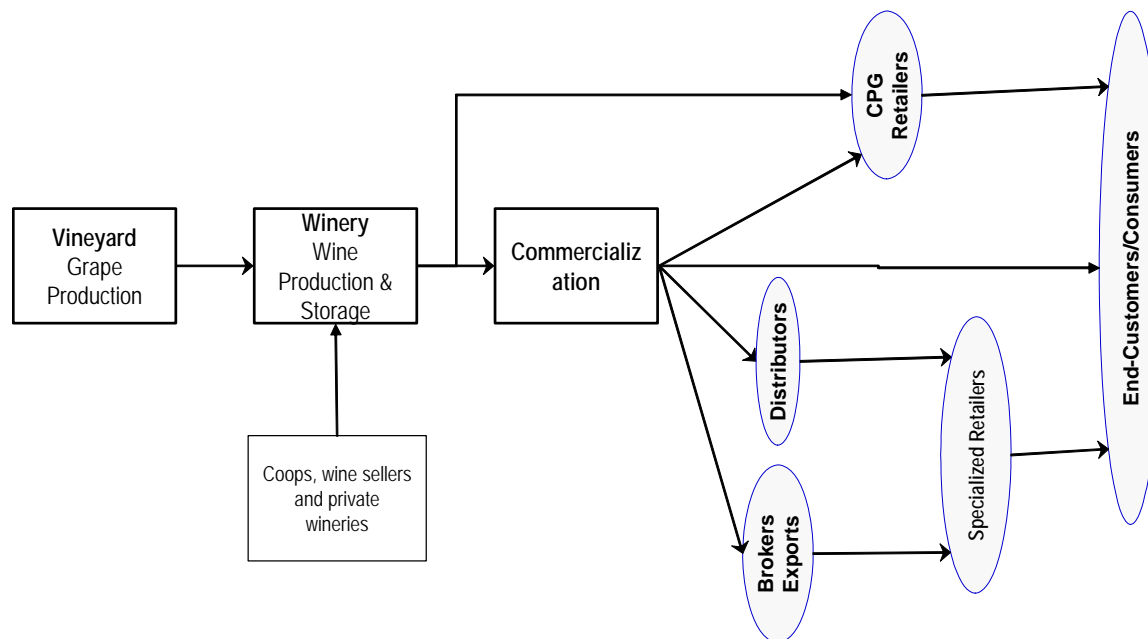 CPG
Retailers
Vineyard
Grape
Production
Winery
Wine
Production &
Storage
Commercializ
ation
End-Customers/Consumers
Distributors
Specialized Retailers
Coops, wine sellers
and private
wineries
Brokers
Exports